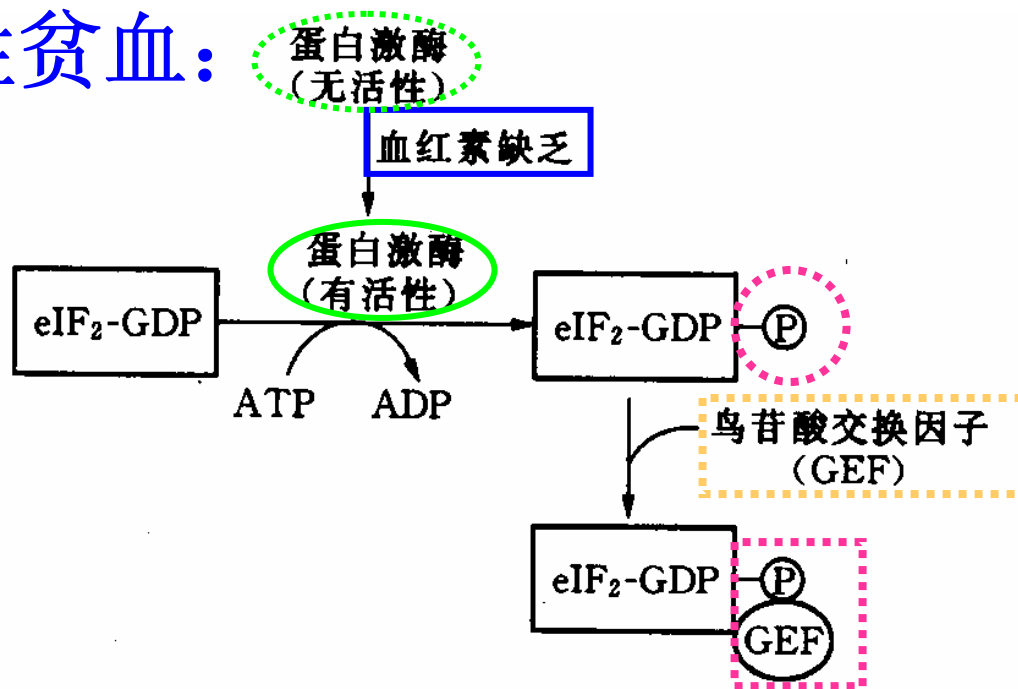 性贫血：
蛋白激酶
（无活性）
血红素缺乏
蛋白激酶
（有活性）
eIF₂-GDP
eIF₂-GDP
P
ATP
ADP
鸟苷酸交换因子
（GEF）
eIF₂-GDP
P
GEF